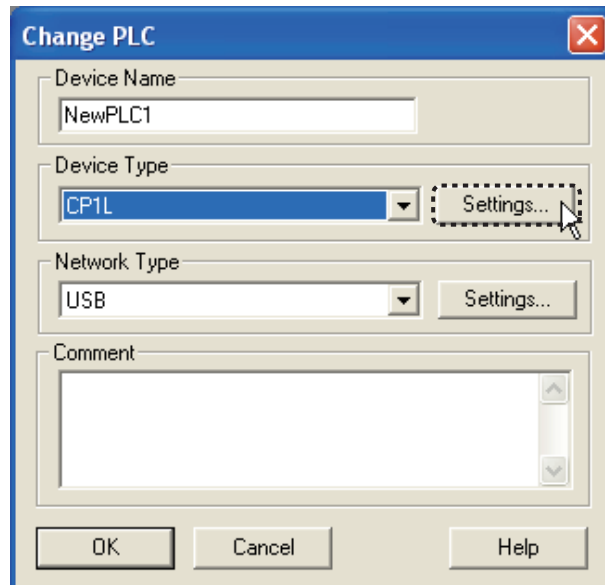 Change PLC
Device Name
NewPLC1
Device Type
CP1L
Settings...
Network Type
USB
Settings...
Comment
OK Cancel Help